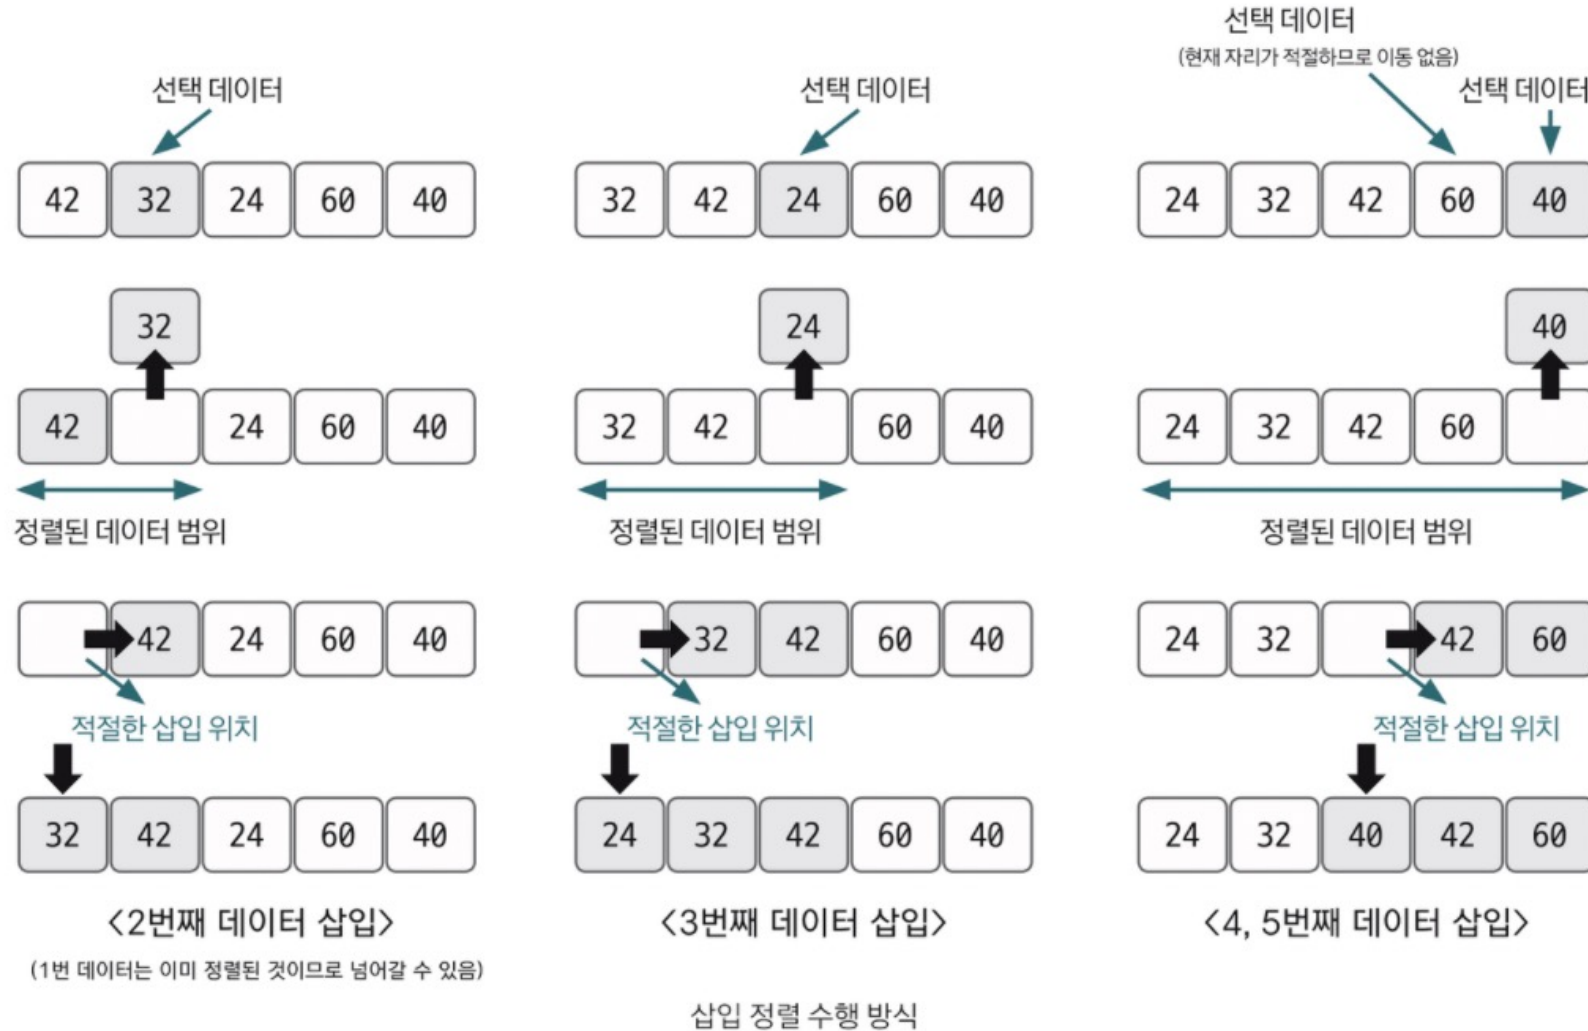 선택 데이터
42 32 24 60 40
32
42 24 60 40
정렬된 데이터 범위
42 24 60 40
적절한 삽입 위치
32 42 24 60 40
<2번째 데이터 삽입>
(1번 데이터는 이미 정렬된 것이므로 넘어갈 수 있음)
선택 데이터
32 42 24 60 40
24
32 42 60 40
정렬된 데이터 범위
32 42 60 40
적절한 삽입 위치
24 32 42 60 40
<3번째 데이터 삽입>
선택 데이터
(현재 자리가 적절하므로 이동 없음)
선택 데이터
24 32 42 60 40
40
24 32 42 60
정렬된 데이터 범위
24 32 42 60
적절한 삽입 위치
24 32 40 42 60
<4, 5번째 데이터 삽입>
삽입 정렬 수행 방식